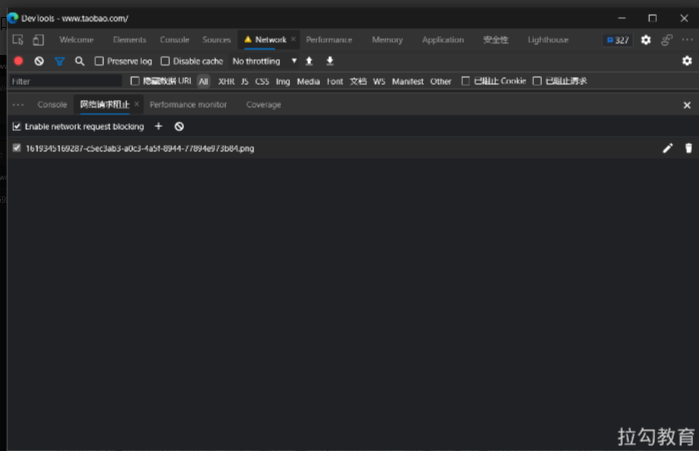 DevTools - www.taobao.com/
Welcome Elements Console Sources Network Performance Memory Application 安全性 Lighthouse 327
Preserve log Disable cache No throttling
Filter 隐藏数据 URL All XHR JS CSS Img Media Font 文档 WS Manifest Other 已阻止 Cookie 已阻止请求
Console 网络请求阻止 Performance monitor Coverage
Enable network request blocking
1619345169287-c5ec3ab3-a0c3-4a5f-8944-77894e973b84.png
拉勾教育